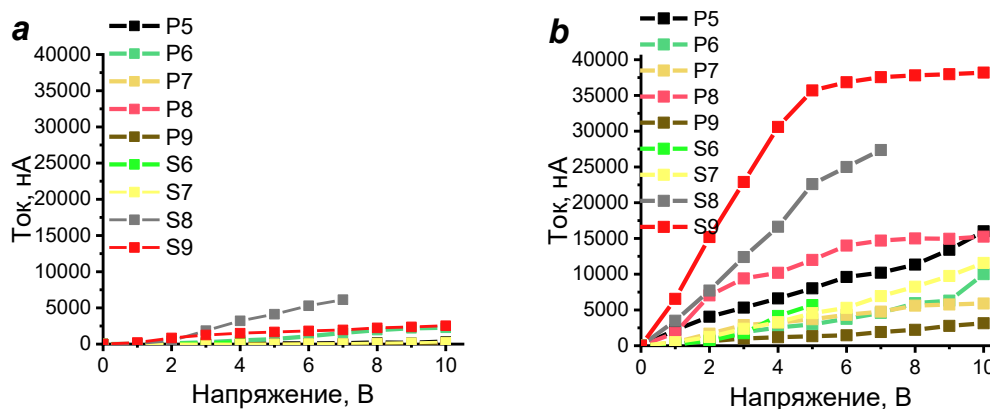 a
P5
P6
P7
P8
P9
S6
S7
S8
S9
40000
35000
30000
25000
20000
15000
10000
5000
0
Ток, нА
0 2 4 6 8 10
Напряжение, В
b
P5
P6
P7
P8
P9
S6
S7
S8
S9
40000
35000
30000
25000
20000
15000
10000
5000
0
Ток, нА
0 2 4 6 8 10
Напряжение, В